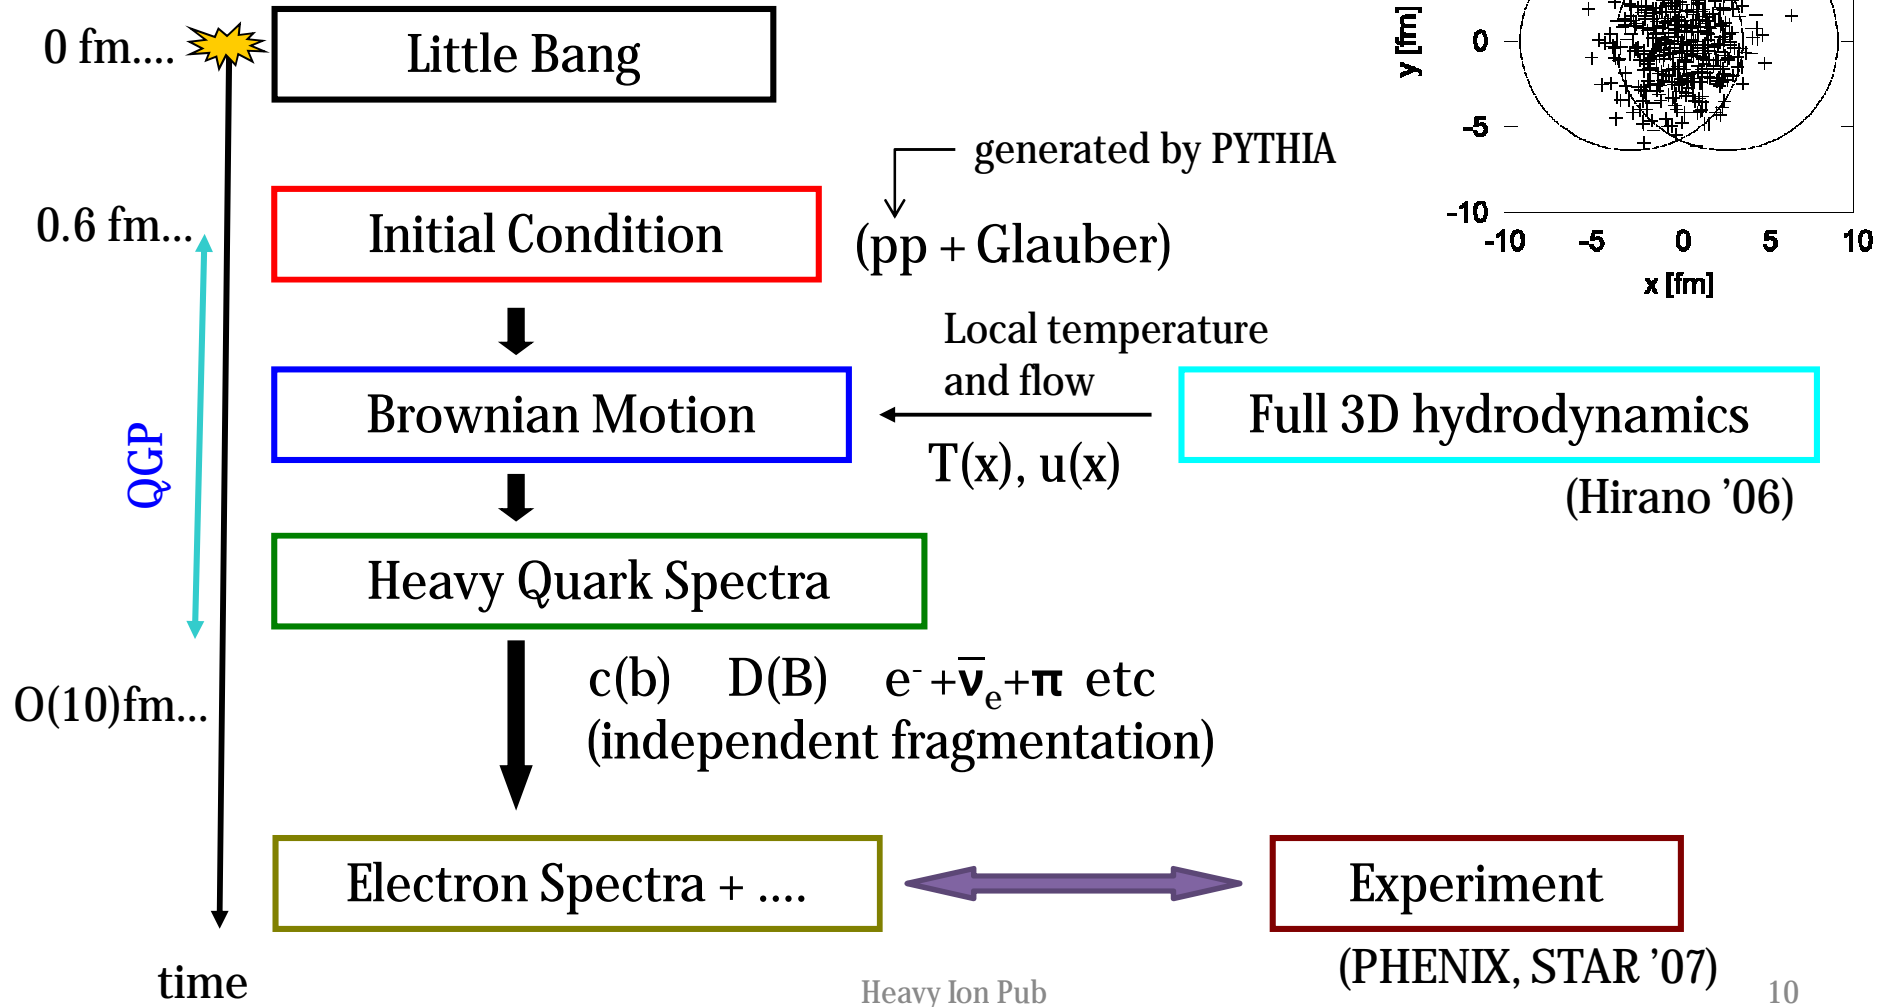 0 fm....
Little Bang
y [fm]
0
-5
-10
-10 -5 0 5 10
x [fm]
generated by PYTHIA
0.6 fm...
Initial Condition
(pp + Glauber)
Local temperature
and flow
Brownian Motion
T(x), u(x)
Full 3D hydrodynamics
(Hirano ’06)
QGP
Heavy Quark Spectra
c(b) D(B) e⁻+ν̅ₑ+π etc
(independent fragmentation)
O(10)fm...
Electron Spectra + ....
Experiment
(PHENIX, STAR ’07)
time
Heavy Ion Pub
10